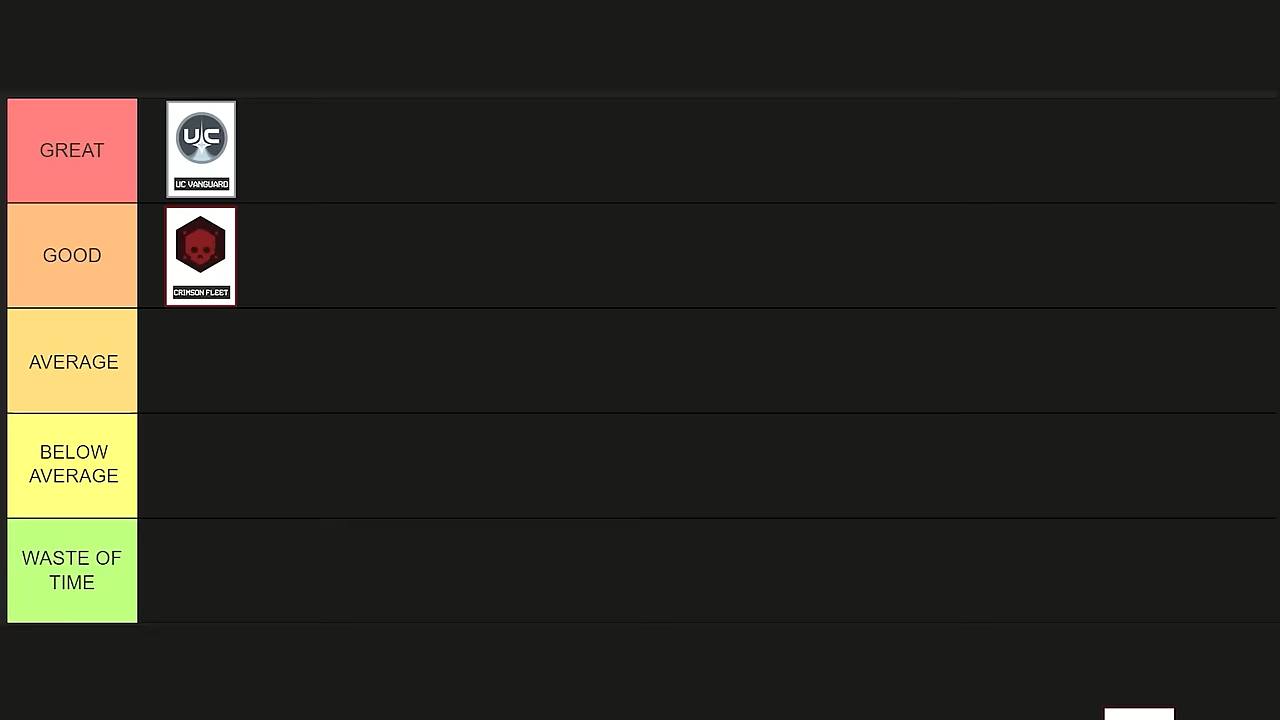 GREAT
UC
UC VANGUARD
GOOD
CRIMSON FLEET
AVERAGE
BELOW
AVERAGE
WASTE OF
TIME